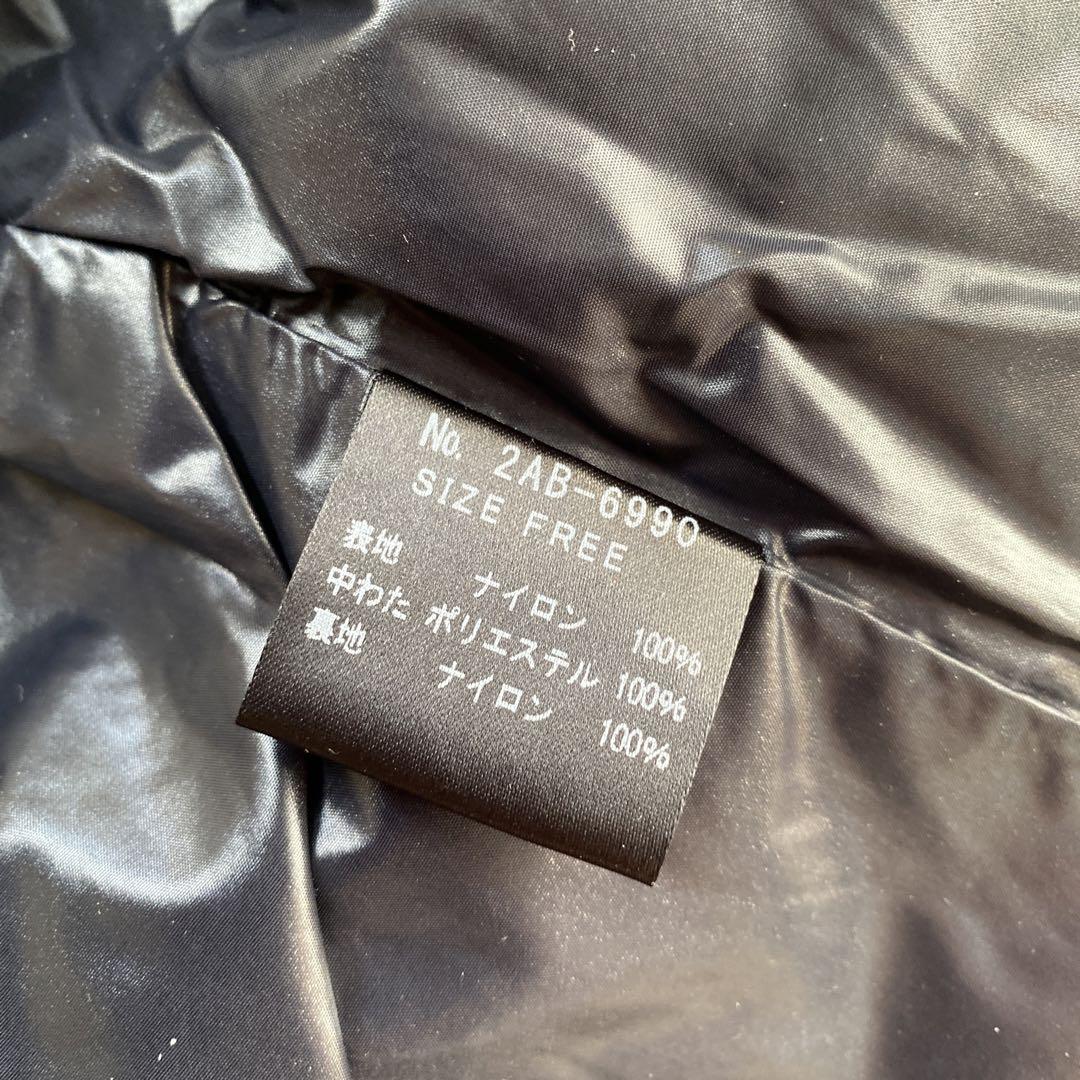 No. 2AB-6990
SIZE FREE
表地 ナイロン 100%
中わた ポリエステル 100%
裏地 ナイロン 100%